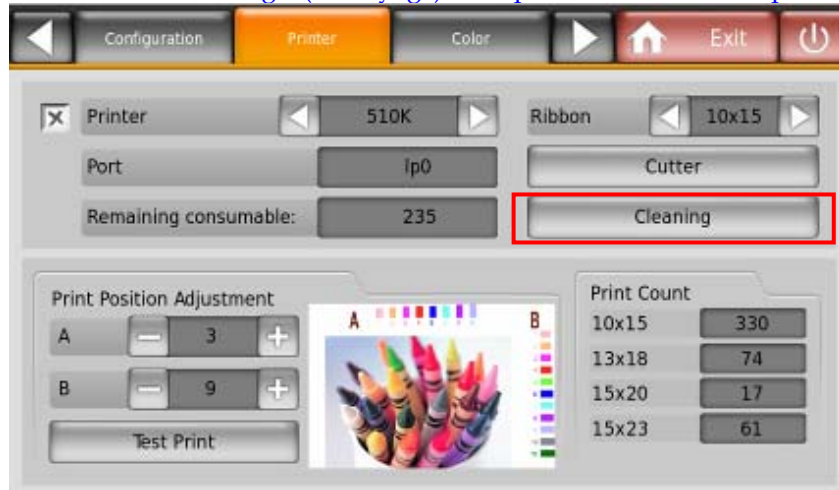 Configuration
Printer
Color
Exit
Printer
510K
Ribbon
10x15
Port
lp0
Cutter
Remaining consumable:
235
Cleaning
Print Position Adjustment
A
3
B
9
Test Print
A
B
Print Count
10x15
330
13x18
74
15x20
17
15x23
61